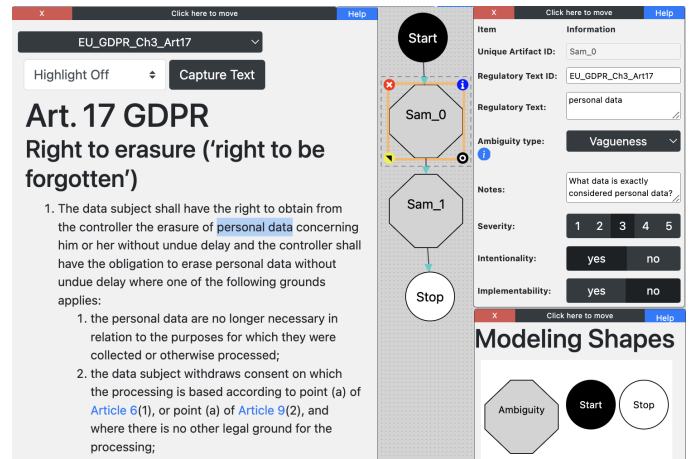 X Click here to move Help
EU_GDPR_Ch3_Art17
Highlight Off
Capture Text
Art. 17 GDPR
Right to erasure (‘right to be
forgotten’)
1. The data subject shall have the right to obtain from
the controller the erasure of personal data concerning
him or her without undue delay and the controller shall
have the obligation to erase personal data without
undue delay where one of the following grounds
applies:
1. the personal data are no longer necessary in
relation to the purposes for which they were
collected or otherwise processed;
2. the data subject withdraws consent on which
the processing is based according to point (a) of
Article 6(1), or point (a) of Article 9(2), and
where there is no other legal ground for the
processing;
Start
Sam_0
Sam_1
Stop
X Click here to move Help
Item Information
Unique Artifact ID: Sam_0
Regulatory Text ID: EU_GDPR_Ch3_Art17
Regulatory Text: personal data
Ambiguity type: Vagueness
Notes: What data is exactly
considered personal data?
Severity: 1 2 3 4 5
Intentionality: yes no
Implementability: yes no
X Click here to move Help
Modeling Shapes
Ambiguity
Start
Stop